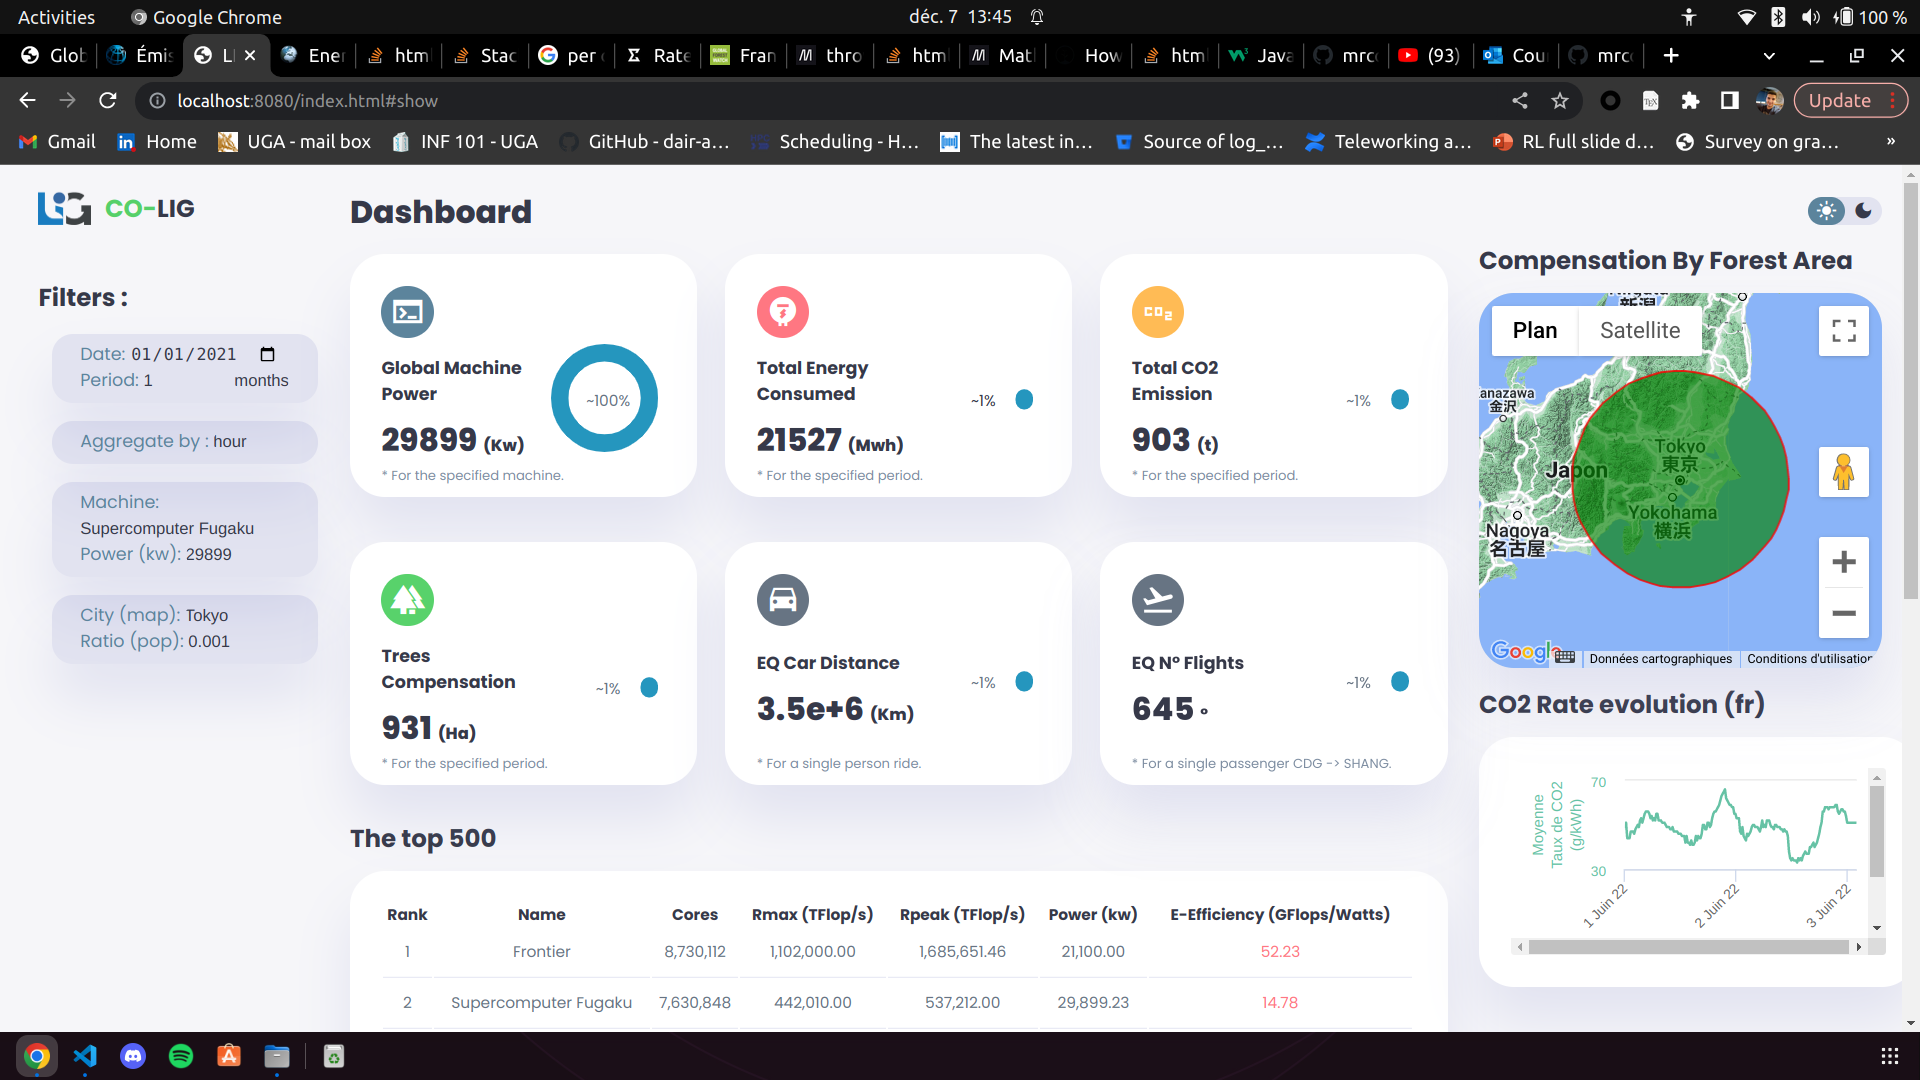 Activities
Google Chrome
déc. 7 13:45
100 %
Glob
Émis
LI
Ener
html
Stac
per
Rate
Fran
thro
html
Matl
How
html
Java
mrcc
(93)
Cour
mrcc
localhost:8080/index.html#show
Update
Gmail
Home
UGA - mail box
INF 101 - UGA
GitHub - dair-a...
Scheduling - H...
The latest in...
Source of log_...
Teleworking a...
RL full slide d...
Survey on gra...
»
LIG
CO-LIG
Dashboard
Filters :
Date: 01/01/2021
Period: 1 months
Aggregate by : hour
Machine:
Supercomputer Fugaku
Power (kw): 29899
City (map): Tokyo
Ratio (pop): 0.001
Global Machine
Power
~100%
29899 (Kw)
* For the specified machine.
Total Energy
Consumed
~1%
21527 (Mwh)
* For the specified period.
CO2
Total CO2
Emission
~1%
903 (t)
* For the specified period.
Trees
Compensation
~1%
931 (Ha)
* For the specified period.
EQ Car Distance
~1%
3.5e+6 (Km)
* For a single person ride.
EQ N° Flights
~1%
645 °
* For a single passenger CDG -> SHANG.
Compensation By Forest Area
新潟
Plan
Satellite
anazawa
金沢
Japon
Tokyo
東京
Yokohama
横浜
Nagoya
名古屋
Google
Données cartographiques
Conditions d'utilisation
CO2 Rate evolution (fr)
Moyenne
Taux de CO2
(g/kWh)
70
30
1 Juin 22
2 Juin 22
3 Juin 22
The top 500
Rank Name Cores Rmax (TFlop/s) Rpeak (TFlop/s) Power (kw) E-Efficiency (GFlops/Watts)
1 Frontier 8,730,112 1,102,000.00 1,685,651.46 21,100.00 52.23
2 Supercomputer Fugaku 7,630,848 442,010.00 537,212.00 29,899.23 14.78